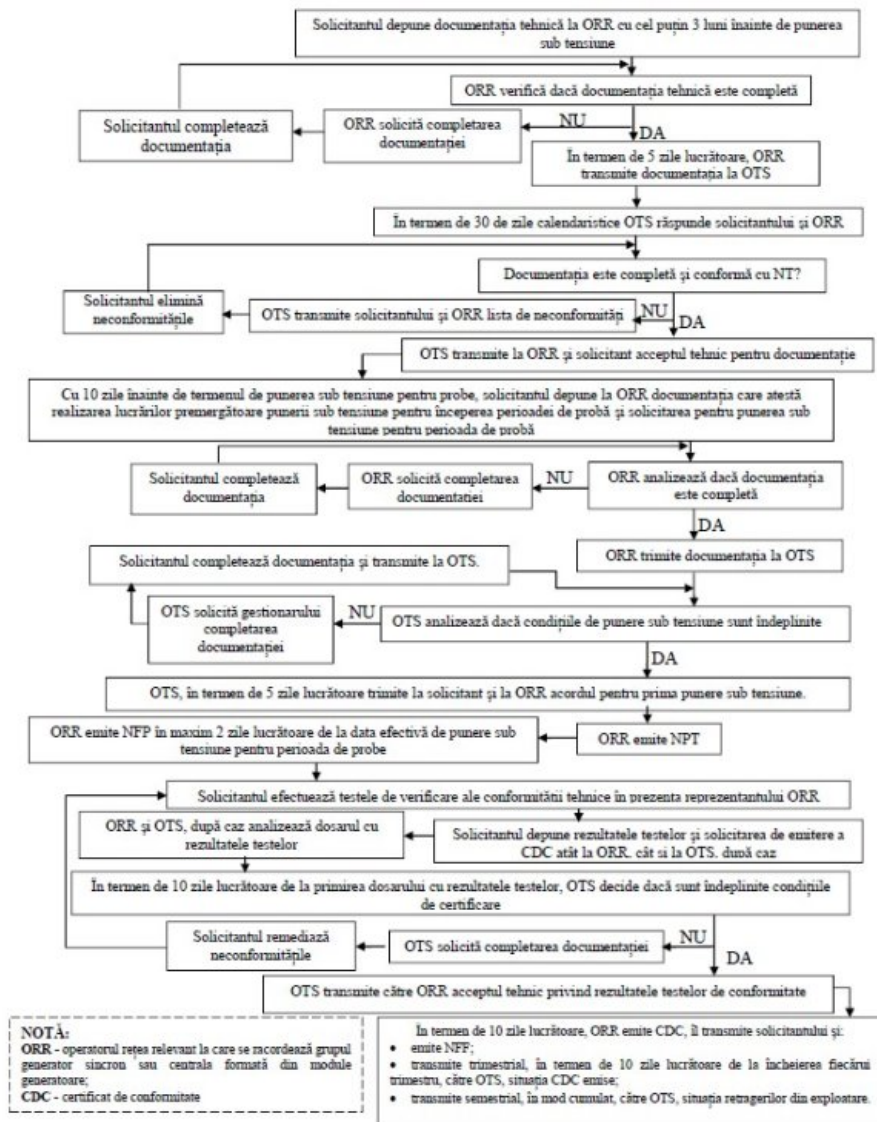 Solicitantul depune documentația tehnică la ORR cu cel puțin 3 luni înainte de punerea
sub tensiune
ORR verifică dacă documentația tehnică este completă
NU
DA
ORR solicită completarea
documentației
Solicitantul completează
documentația
În termen de 5 zile lucrătoare, ORR
transmite documentația la OTS
În termen de 30 de zile calendaristice OTS răspunde solicitantului și ORR
Documentația este completă și conformă cu NT?
NU
DA
OTS transmite solicitantului și ORR lista de neconformități
Solicitantul elimină
neconformitățile
OTS transmite la ORR și solicitant acceptul tehnic pentru documentație
Cu 10 zile înainte de termenul de punerea sub tensiune pentru probe, solicitantul depune la ORR documentația care atestă
realizarea lucrărilor premergătoare punerii sub tensiune pentru începerea perioadei de probă și solicitarea pentru punerea sub
tensiune pentru perioada de probă
ORR analizează dacă documentația
este completă
NU
DA
ORR solicită completarea
documentatiei
Solicitantul completează
documentația
ORR trimite documentația la OTS
Solicitantul completează documentația și transmite la OTS.
OTS analizează dacă condițiile de punere sub tensiune sunt îndeplinite
NU
DA
OTS solicită gestionarului
completarea
documentației
OTS, în termen de 5 zile lucrătoare trimite la solicitant și la ORR acordul pentru prima punere sub tensiune.
ORR emite NPT
ORR emite NFP în maxim 2 zile lucrătoare de la data efectivă de punere sub
tensiune pentru perioada de probe
Solicitantul efectuează testele de verificare ale conformității tehnice în prezenta reprezentantului ORR
Solicitantul depune rezultatele testelor și solicitarea de emitere a
CDC atât la ORR, cât si la OTS, după caz
ORR și OTS, după caz analizează dosarul cu
rezultatele testelor
În termen de 10 zile lucrătoare de la primirea dosarului cu rezultatele testelor, OTS decide dacă sunt îndeplinite condițiile
de certificare
NU
DA
OTS solicită completarea documentației
Solicitantul remediază
neconformitățile
OTS transmite către ORR acceptul tehnic privind rezultatele testelor de conformitate
În termen de 10 zile lucrătoare, ORR emite CDC, îl transmite solicitantului și:
• emite NFF;
• transmite trimestrial, în termen de 10 zile lucrătoare de la încheierea fiecărui
trimestru, către OTS, situația CDC emise;
• transmite semestrial, în mod cumulat, către OTS, situația retragerilor din exploatare.
NOTĂ:
ORR - operatorul rețea relevant la care se racordează grupul
generator sincron sau centrala formată din module
generatoare;
CDC - certificat de conformitate